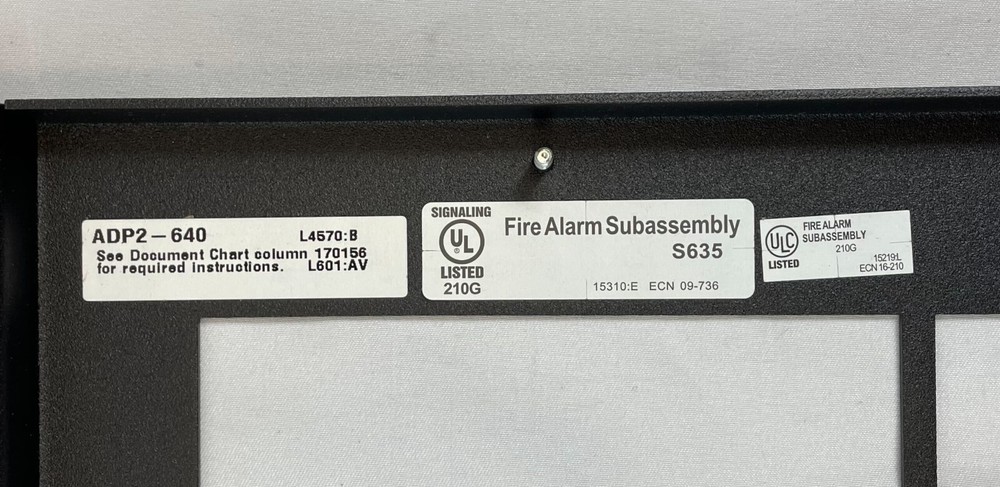 ADP2-640 L4570:B
See Document Chart column 170156
for required instructions. L601:AV
SIGNALING
UL
LISTED
210G
Fire Alarm Subassembly
S635
15310:E ECN 09-736
ULC
LISTED
FIRE ALARM
SUBASSEMBLY
210G
15219:L
ECN 16-210